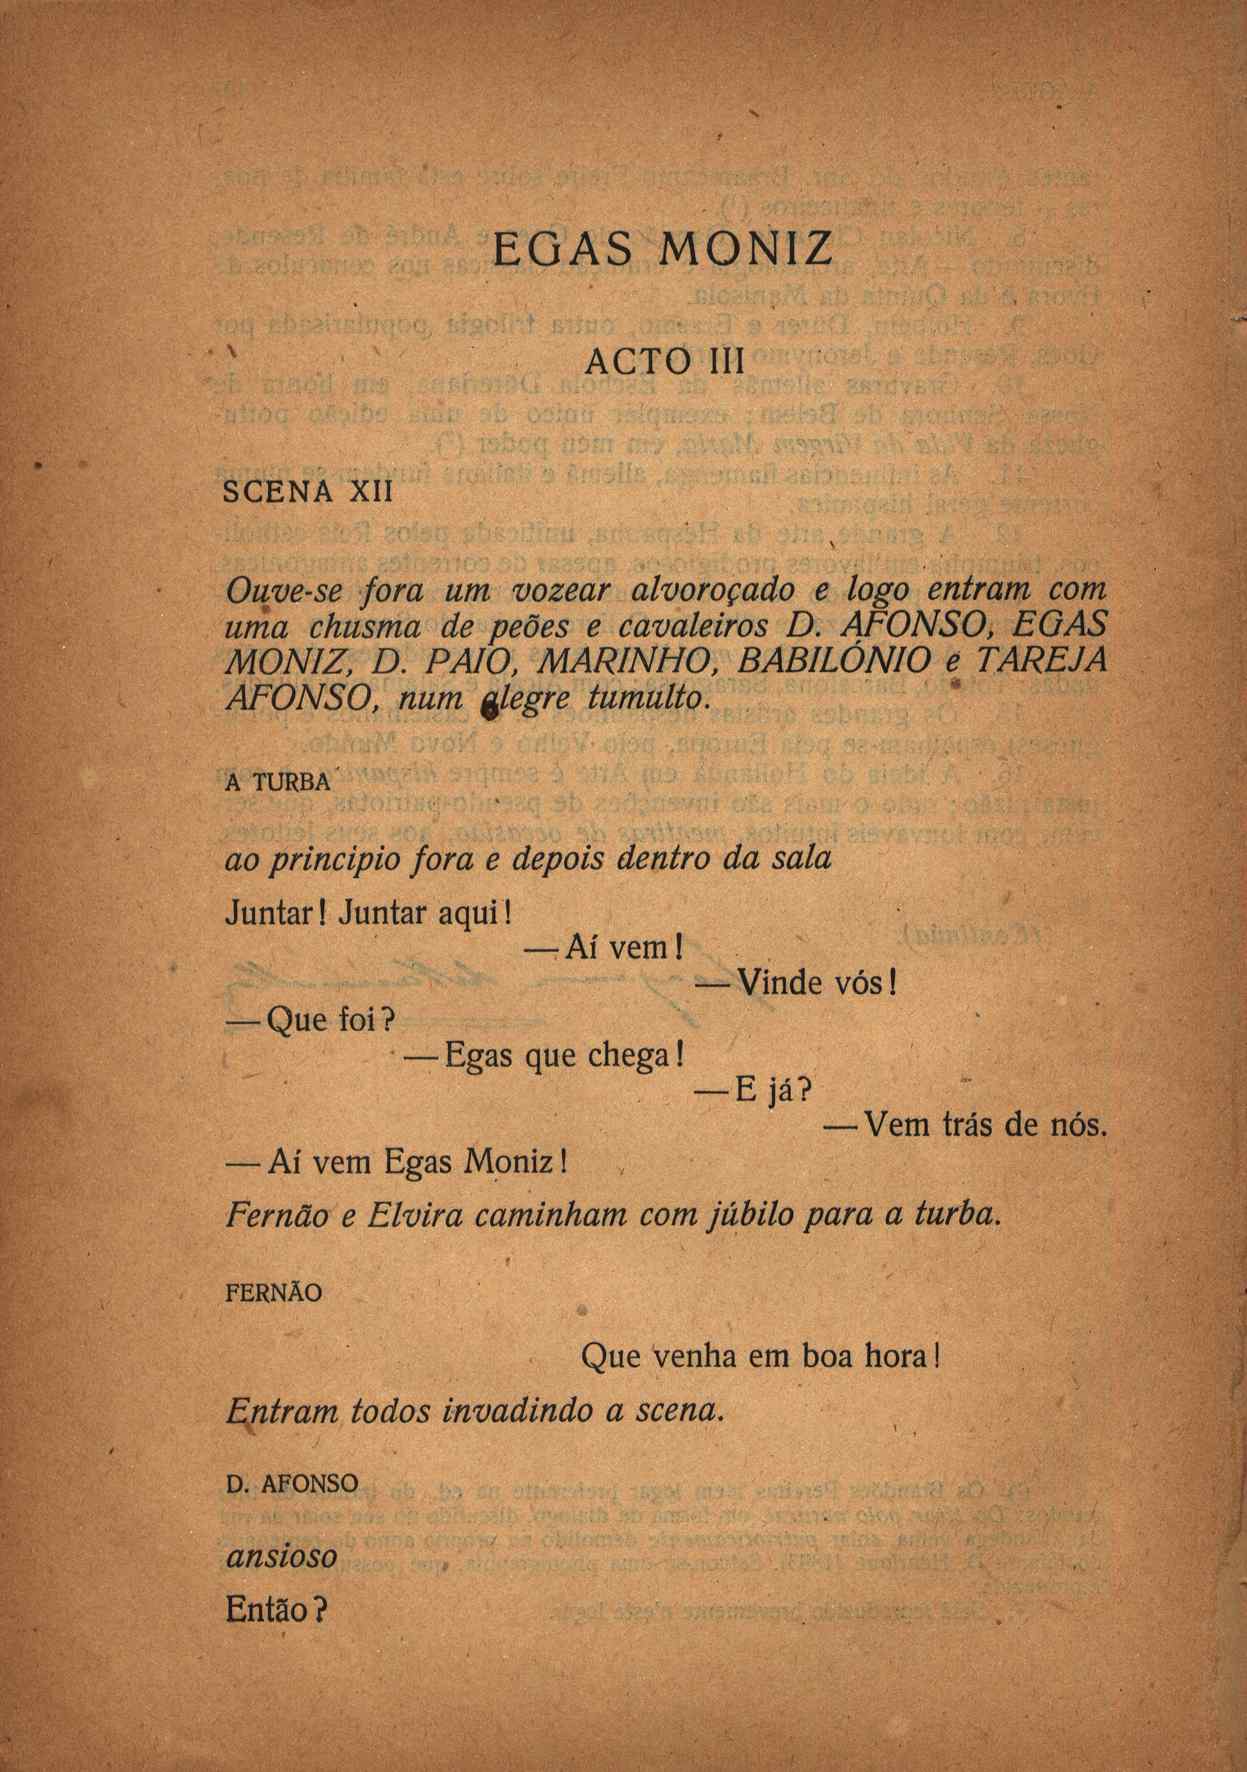 EGAS MONIZ
ACTO III
SCENA XII
Ouve-se fora um vozear alvoroçado e logo entram com
uma chusma de peões e cavaleiros D. AFONSO, EGAS
MONIZ, D. PAIO, MARINHO, BABILÓNIO e TAREJA
AFONSO, num alegre tumulto.
A TURBA
ao principio fora e depois dentro da sala
Juntar! Juntar aqui!
— Aí vem!
— Vinde vós!
— Que foi?
— Egas que chega!
— E já?
— Vem trás de nós.
— Aí vem Egas Moniz!
Fernão e Elvira caminham com júbilo para a turba.
FERNÃO
Que venha em boa hora!
Entram todos invadindo a scena.
D. AFONSO
ansioso
Então?